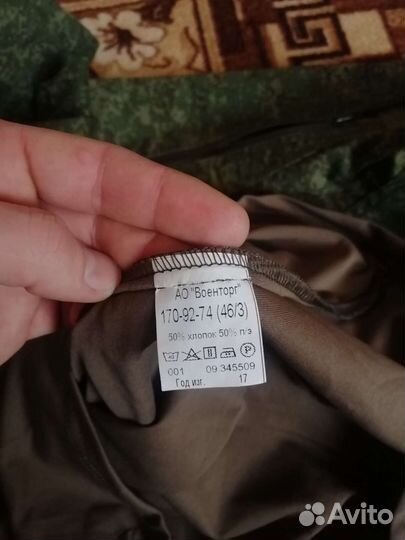 АО "Военторг"
170-92-74 (46/3)
50% хлопок 50% п/э
001 09 345509
Год изг. 17
Avito